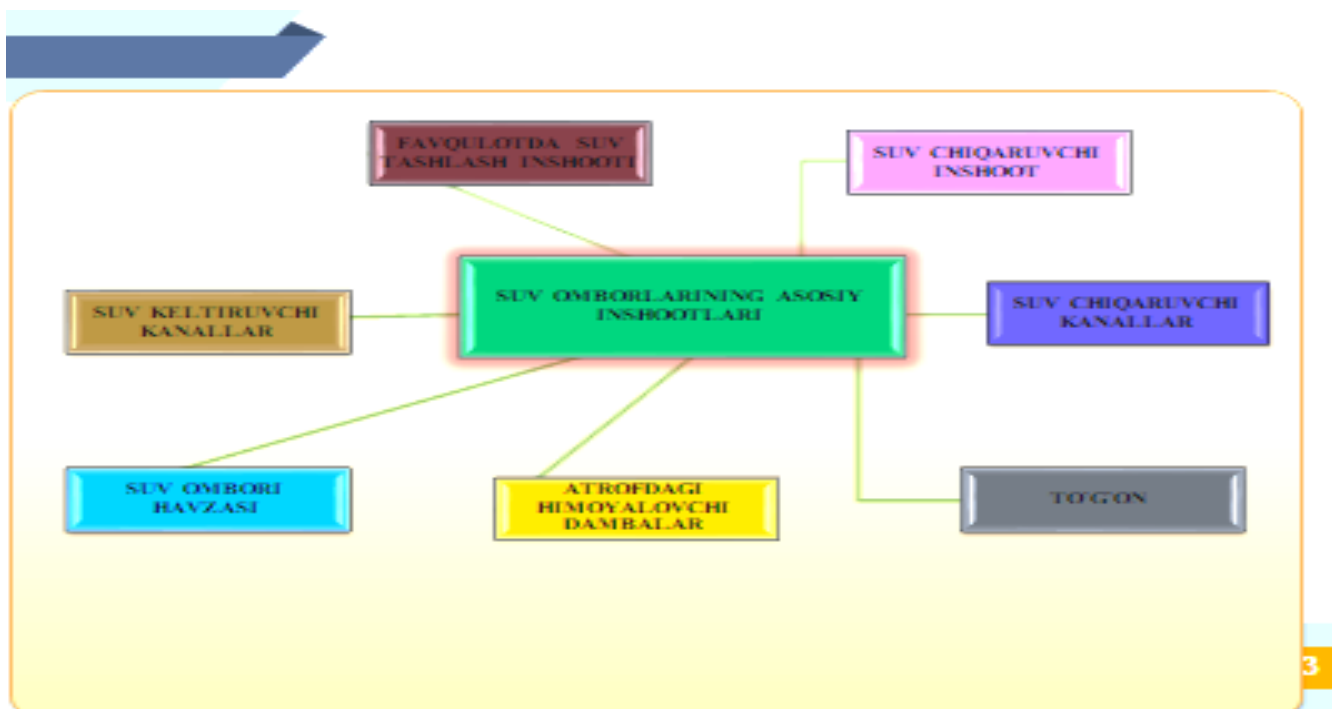 FAVQULOTDA SUV
TASHLASH INSHOOTI
SUV CHIQARUVCHI
INSHOOT
SUV OMBORLARINING ASOSIY
INSHOOTLARI
SUV KELTIRUVCHI
KANALLAR
SUV CHIQARUVCHI
KANALLAR
SUV OMBORI
HAVZASI
ATROFDAGI
HIMOYALOVCHI
DAMBALAR
TO'G'ON
3